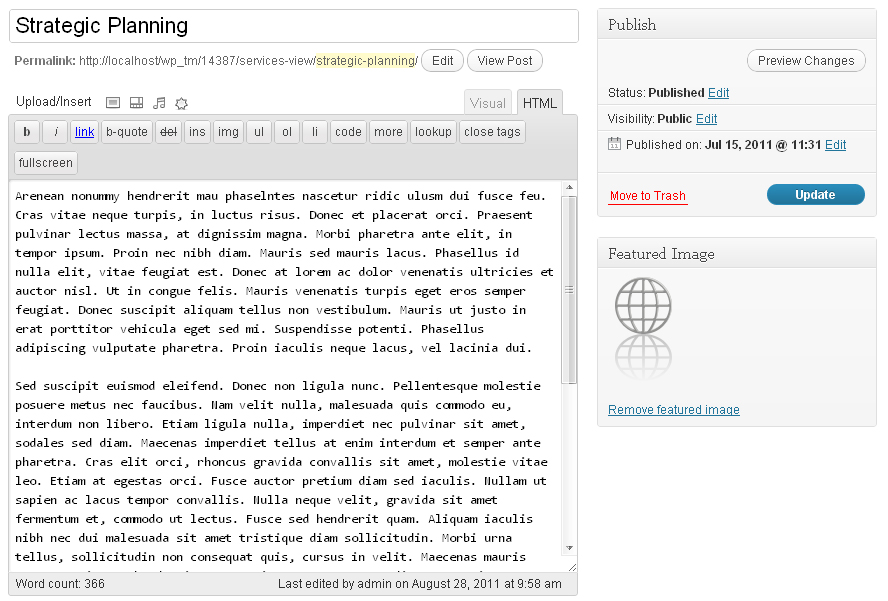 Strategic Planning
Permalink: http://localhost/wp_tm/14387/services-view/strategic-planning/ Edit View Post
Upload/Insert Visual HTML
b i link b-quote del ins img ul ol li code more lookup close tags
fullscreen
Arenean nonummy hendrerit mau phaselntes nascetur ridic ulusm dui fusce feu.
Cras vitae neque turpis, in luctus risus. Donec et placerat orci. Praesent
pulvinar lectus massa, at dignissim magna. Morbi pharetra ante elit, in
tempor ipsum. Proin nec nibh diam. Mauris sed mauris lacus. Phasellus id
nulla elit, vitae feugiat est. Donec at lorem ac dolor venenatis ultricies et
auctor nisl. Ut in congue felis. Mauris venenatis turpis eget eros semper
feugiat. Donec suscipit aliquam tellus non vestibulum. Mauris ut justo in
erat porttitor vehicula eget sed mi. Suspendisse potenti. Phasellus
adipiscing vulputate pharetra. Proin iaculis neque lacus, vel lacinia dui.
Sed suscipit euismod eleifend. Donec non ligula nunc. Pellentesque molestie
posuere metus nec faucibus. Nam velit nulla, malesuada quis commodo eu,
interdum non libero. Etiam ligula nulla, imperdiet nec pulvinar sit amet,
sodales sed diam. Maecenas imperdiet tellus at enim interdum et semper ante
pharetra. Cras elit orci, rhoncus gravida convallis sit amet, molestie vitae
leo. Etiam at egestas orci. Fusce auctor pretium diam sed iaculis. Nullam ut
sapien ac lacus tempor convallis. Nulla neque velit, gravida sit amet
fermentum et, commodo ut lectus. Fusce sed hendrerit quam. Aliquam iaculis
nibh nec dui malesuada sit amet tristique diam sollicitudin. Morbi urna
tellus, sollicitudin non consequat quis, cursus in velit. Maecenas mauris
Word count: 366 Last edited by admin on August 28, 2011 at 9:58 am
Publish
Preview Changes
Status: Published Edit
Visibility: Public Edit
Published on: Jul 15, 2011 @ 11:31 Edit
Move to Trash Update
Featured Image
Remove featured image